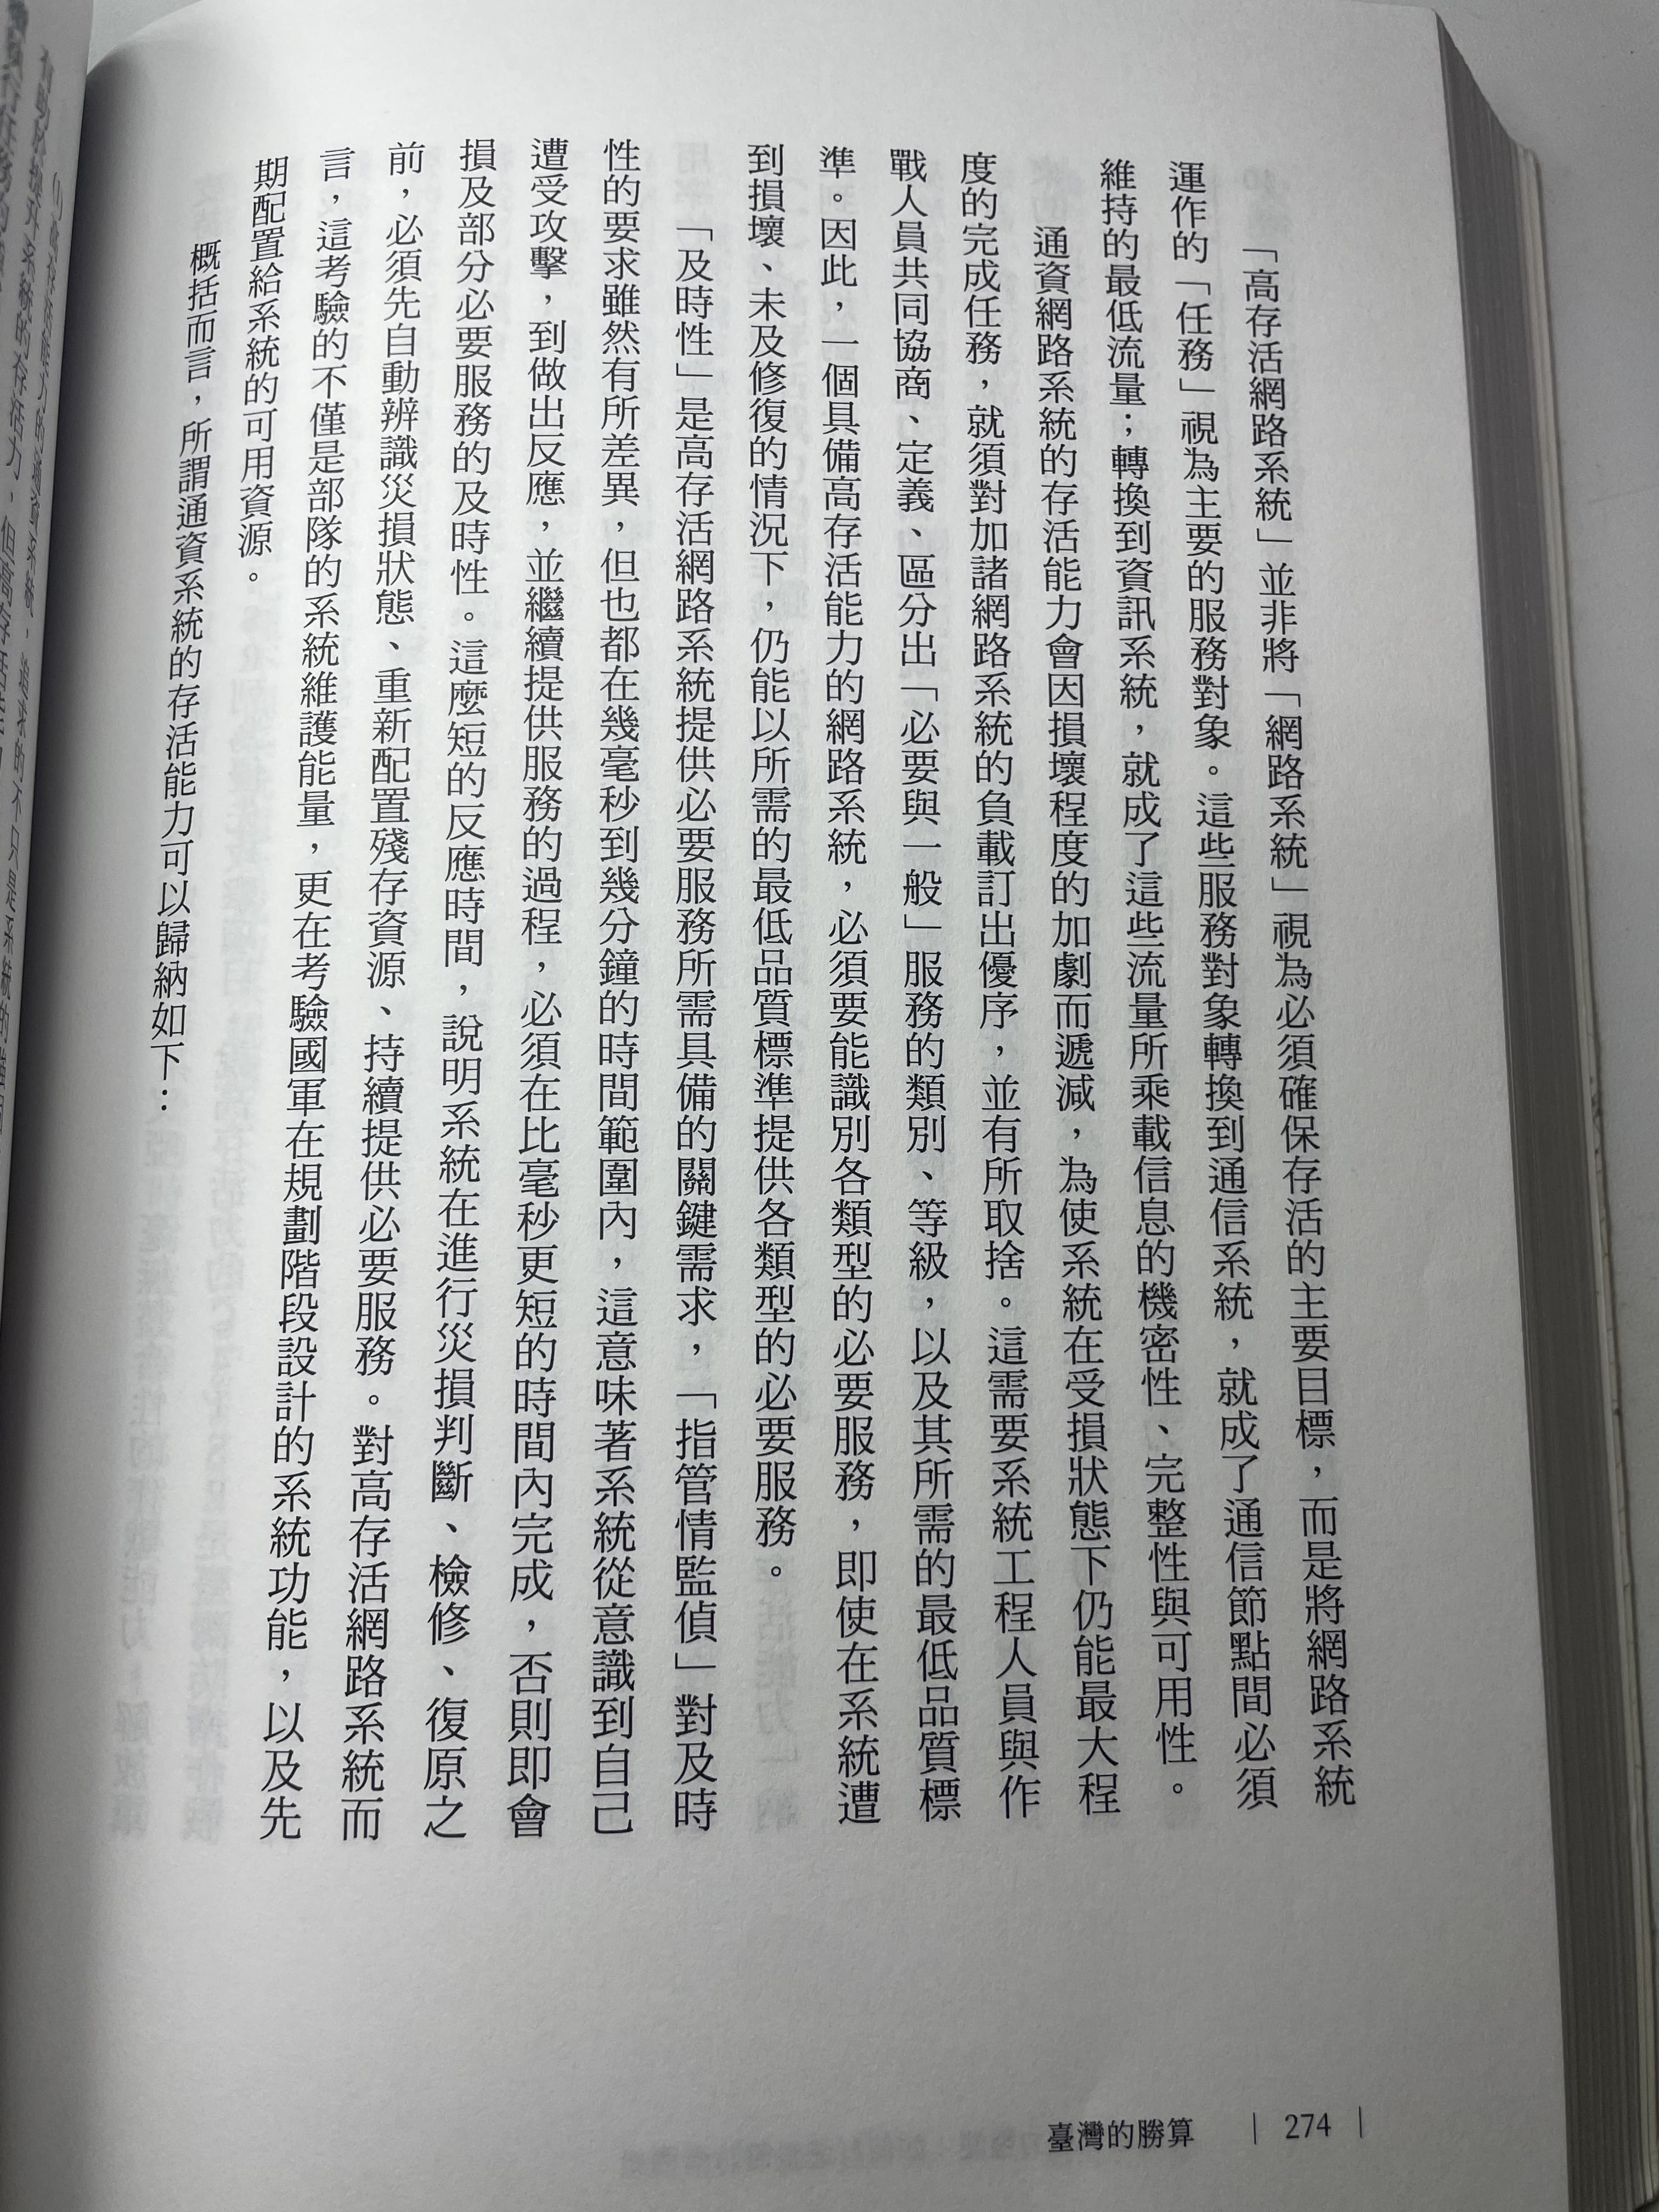 「高存活網路系統」並非將「網路系統」視為必須確保存活的主要目標，而是將網路系統
運作的「任務」視為主要的服務對象。這些服務對象轉換到通信系統，就成了通信節點間必須
維持的最低流量；轉換到資訊系統，就成了這些流量所乘載信息的機密性、完整性與可用性。
通資網路系統的存活能力會因損壞程度的加劇而遞減，為使系統在受損狀態下仍能最大程
度的完成任務，就須對加諸網路系統的負載訂出優序，並有所取捨。這需要系統工程人員與作
戰人員共同協商、定義、區分出「必要與一般」服務的類別、等級，以及其所需的最低品質標
準。因此，一個具備高存活能力的網路系統，必須要能識別各類型的必要服務，即使在系統遭
到損壞、未及修復的情況下，仍能以所需的最低品質標準提供各類型的必要服務。
「及時性」是高存活網路系統提供必要服務所需具備的關鍵需求，「指管情監偵」對及時
性的要求雖然有所差異，但也都在幾毫秒到幾分鐘的時間範圍內，這意味著系統從意識到自己
遭受攻擊，到做出反應，並繼續提供服務的過程，必須在比毫秒更短的時間內完成，否則即會
損及部分必要服務的及時性。這麼短的反應時間，說明系統在進行災損判斷、檢修、復原之
前，必須先自動辨識災損狀態、重新配置殘存資源、持續提供必要服務。對高存活網路系統而
言，這考驗的不僅是部隊的系統維護能量，更在考驗國軍在規劃階段設計的系統功能，以及先
期配置給系統的可用資源。
概括而言，所謂通資系統的存活能力可以歸納如下：
臺灣的勝算 | 274 |